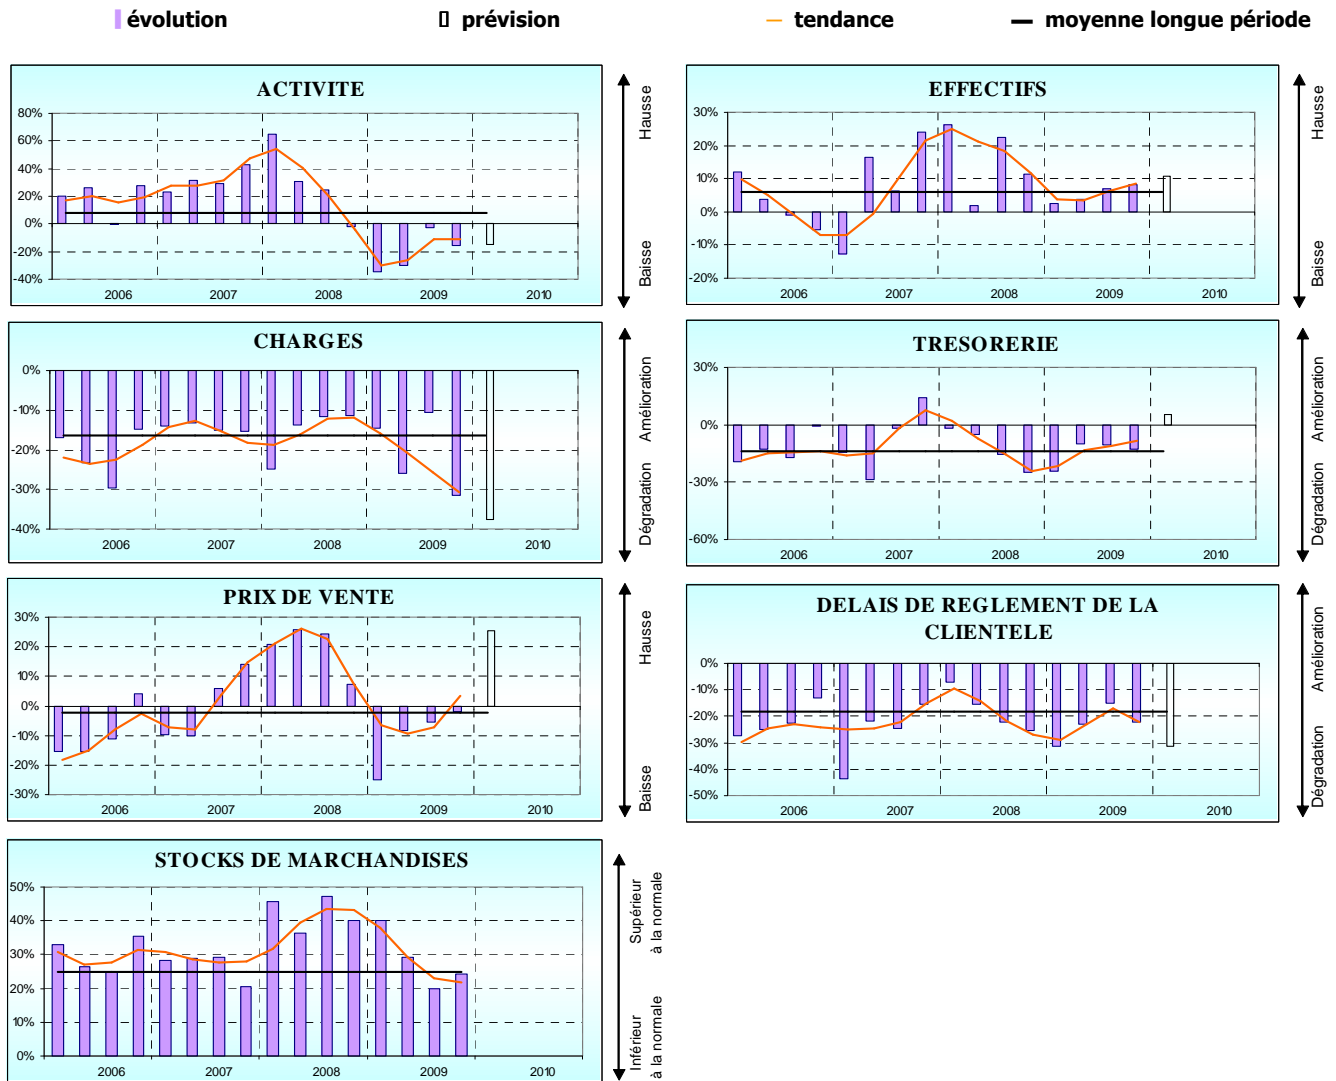 évolution
prévision
tendance
moyenne longue période
ACTIVITE
80%
60%
40%
20%
0%
-20%
-40%
2006
2007
2008
2009
2010
Hausse
Baisse
EFFECTIFS
30%
20%
10%
0%
-10%
-20%
2006
2007
2008
2009
2010
Hausse
Baisse
CHARGES
0%
-10%
-20%
-30%
-40%
2006
2007
2008
2009
2010
Amélioration
Dégradation
TRESORERIE
30%
0%
-30%
-60%
2006
2007
2008
2009
2010
Amélioration
Dégradation
PRIX DE VENTE
30%
20%
10%
0%
-10%
-20%
-30%
2006
2007
2008
2009
2010
Hausse
Baisse
DELAIS DE REGLEMENT DE LA
CLIENTELE
0%
-10%
-20%
-30%
-40%
-50%
2006
2007
2008
2009
2010
Amélioration
Dégradation
STOCKS DE MARCHANDISES
50%
40%
30%
20%
10%
0%
2006
2007
2008
2009
2010
Supérieur
à la normale
Inférieur
à la normale